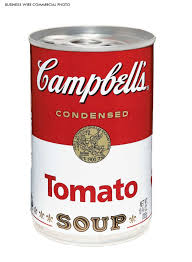 BUSINESS WIRE COMMERCIAL PHOTO
Campbell's
CONDENSED
Tomato
SOUP